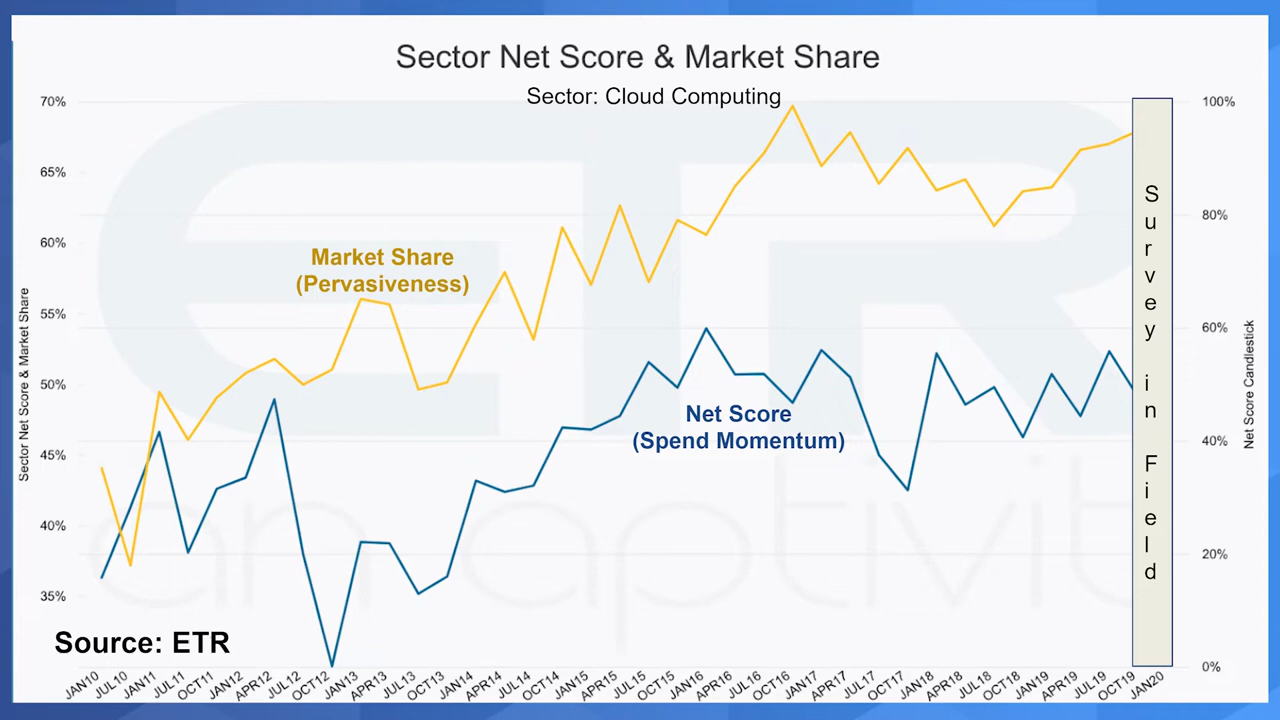 Sector Net Score & Market Share
Sector: Cloud Computing
70%
65%
60%
55%
50%
45%
40%
35%
Sector Net Score & Market Share
Market Share
(Pervasiveness)
Net Score
(Spend Momentum)
Survey in Field
100%
80%
60%
40%
20%
0%
Net Score Candlestick
Source: ETR
JAN10
JUL10
JAN11
JUL11
OCT11
JAN12
APR12
JUL12
OCT12
JAN13
APR13
JUL13
OCT13
JAN14
APR14
JUL14
OCT14
JAN15
APR15
JUL15
OCT15
JAN16
APR16
JUL16
OCT16
JAN17
APR17
JUL17
OCT17
JAN18
APR18
JUL18
OCT18
JAN19
APR19
JUL19
OCT19
JAN20
ETR